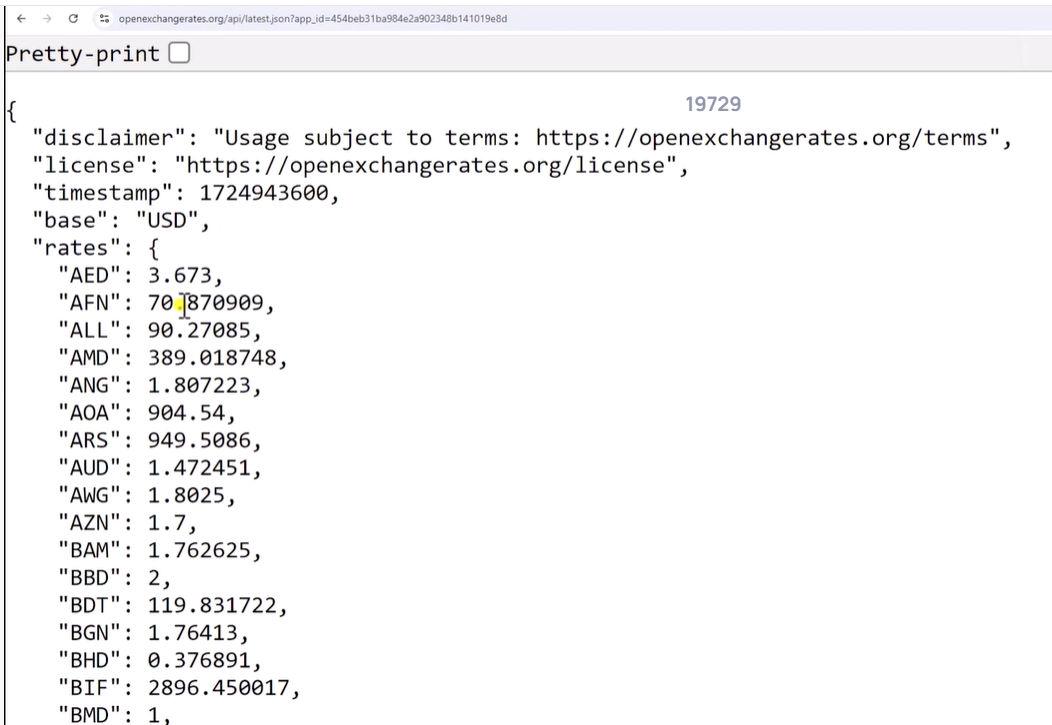 openexchangerates.org/api/latest.json?app_id=454beb31ba984e2a902348b141019e8d
Pretty-print
19729
{
"disclaimer": "Usage subject to terms: https://openexchangerates.org/terms",
"license": "https://openexchangerates.org/license",
"timestamp": 1724943600,
"base": "USD",
"rates": {
"AED": 3.673,
"AFN": 70.870909,
"ALL": 90.27085,
"AMD": 389.018748,
"ANG": 1.807223,
"AOA": 904.54,
"ARS": 949.5086,
"AUD": 1.472451,
"AWG": 1.8025,
"AZN": 1.7,
"BAM": 1.762625,
"BBD": 2,
"BDT": 119.831722,
"BGN": 1.76413,
"BHD": 0.376891,
"BIF": 2896.450017,
"BMD": 1,